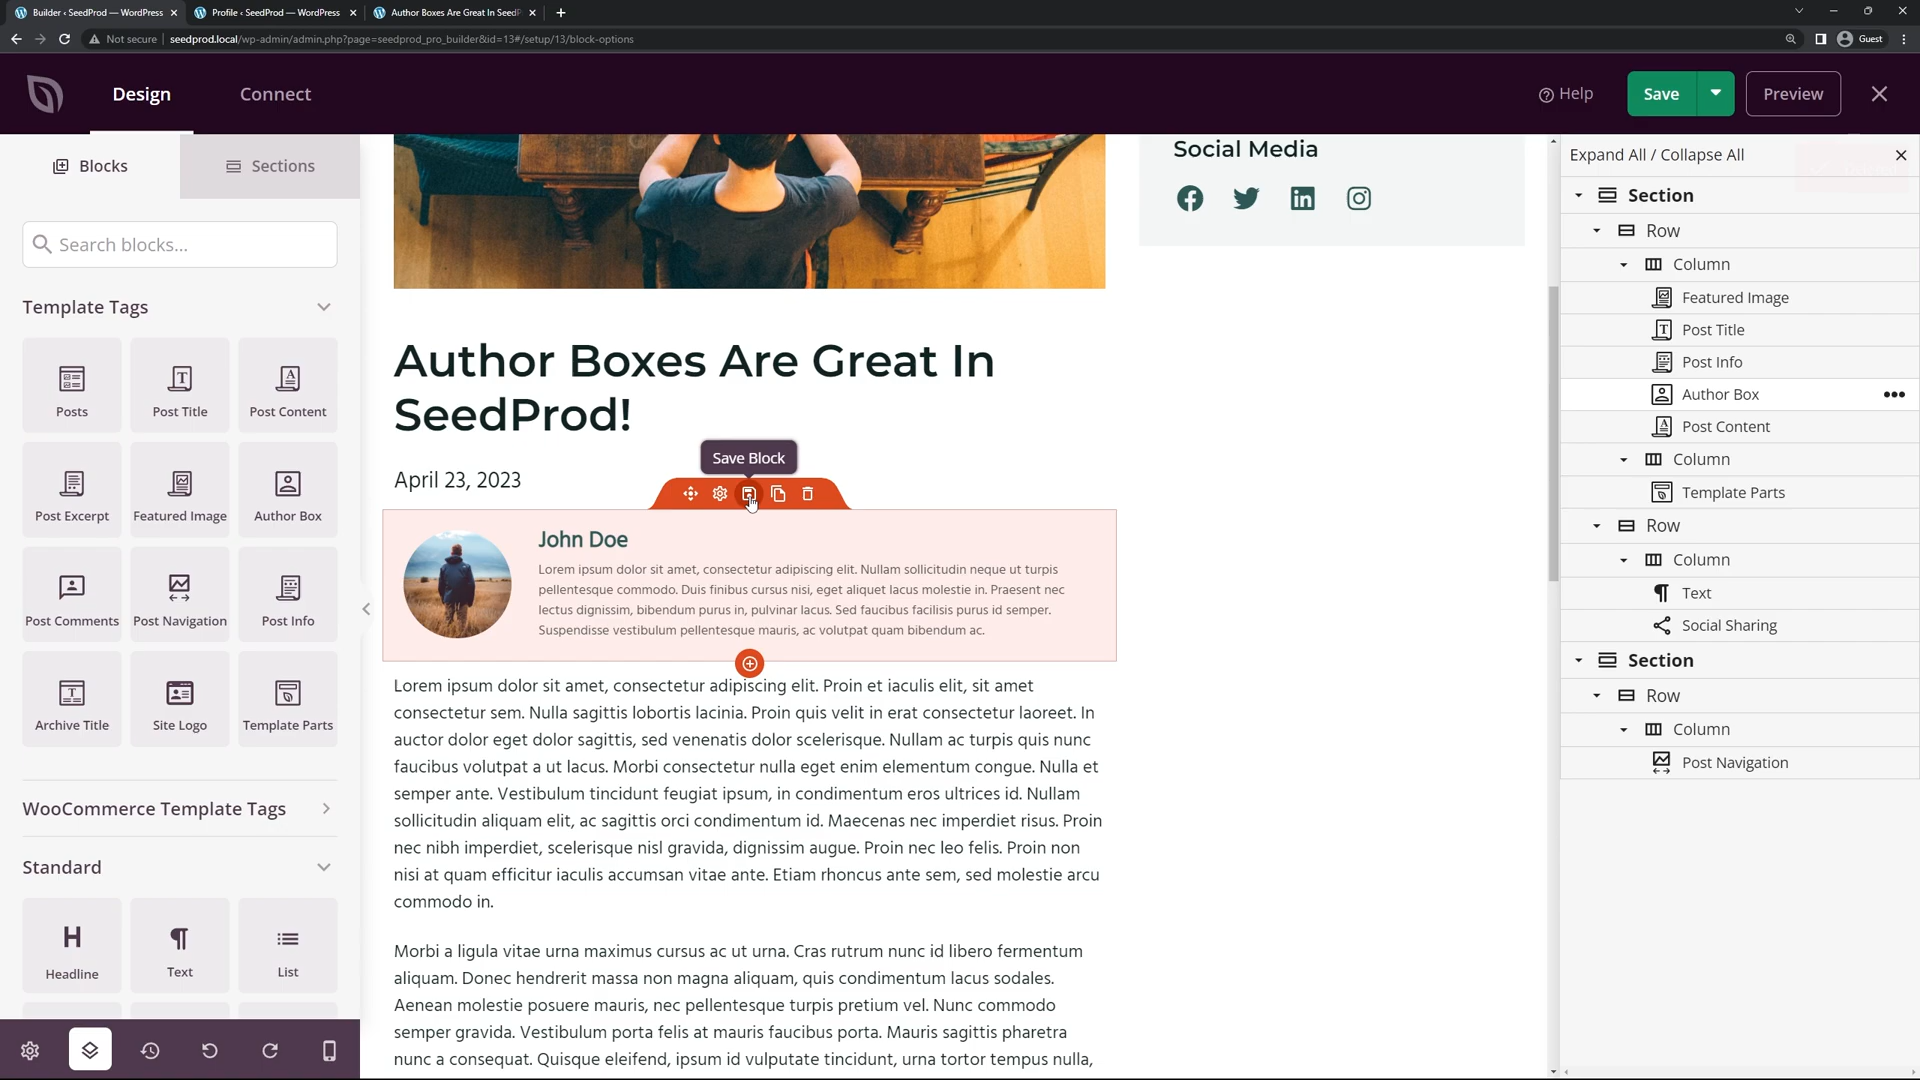 Builder ‹ SeedProd — WordPress
Profile ‹ SeedProd — WordPress
Author Boxes Are Great In SeedP
Not secure
seedprod.local/wp-admin/admin.php?page=seedprod_pro_builder&id=13#/setup/13/block-options
Guest
Design
Connect
Help
Save
Preview
Blocks
Sections
Search blocks...
Template Tags
Posts
Post Title
Post Content
Post Excerpt
Featured Image
Author Box
Post Comments
Post Navigation
Post Info
Archive Title
Site Logo
Template Parts
WooCommerce Template Tags
Standard
Headline
Text
List
Author Boxes Are Great In
SeedProd!
April 23, 2023
Save Block
John Doe
Lorem ipsum dolor sit amet, consectetur adipiscing elit. Nullam sollicitudin neque ut turpis
pellentesque commodo. Duis finibus cursus nisi, eget aliquet lacus molestie in. Praesent nec
lectus dignissim, bibendum purus in, pulvinar lacus. Sed faucibus facilisis purus id semper.
Suspendisse vestibulum pellentesque mauris, ac volutpat quam bibendum ac.
Lorem ipsum dolor sit amet, consectetur adipiscing elit. Proin et iaculis elit, sit amet
consectetur sem. Nulla sagittis lobortis lacinia. Proin quis velit in erat consectetur laoreet. In
auctor dolor eget dolor sagittis, sed venenatis dolor scelerisque. Nullam ac turpis quis nunc
faucibus volutpat a ut lacus. Morbi consectetur nulla eget enim elementum congue. Nulla et
semper ante. Vestibulum tincidunt feugiat ipsum, in condimentum eros ultrices id. Nullam
sollicitudin aliquam elit, ac sagittis orci condimentum id. Maecenas nec imperdiet risus. Proin
nec nibh imperdiet, scelerisque nisl gravida, dignissim augue. Proin nec leo felis. Proin non
nisi at quam efficitur iaculis accumsan vitae ante. Etiam rhoncus ante sem, sed molestie arcu
commodo in.
Morbi a ligula vitae urna maximus cursus ac ut urna. Cras rutrum nunc id libero fermentum
aliquam. Donec hendrerit massa non magna aliquam, quis condimentum lacus sodales.
Aenean molestie posuere mauris, nec pellentesque turpis pretium vel. Nunc commodo
semper gravida. Vestibulum porta felis at mauris faucibus porta. Mauris sagittis pharetra
nunc a consequat. Quisque eleifend, ipsum id vulputate tincidunt, urna tortor tempus nulla,
Social Media
Expand All / Collapse All
Section
Row
Column
Featured Image
Post Title
Post Info
Author Box
Post Content
Column
Template Parts
Row
Column
Text
Social Sharing
Section
Row
Column
Post Navigation